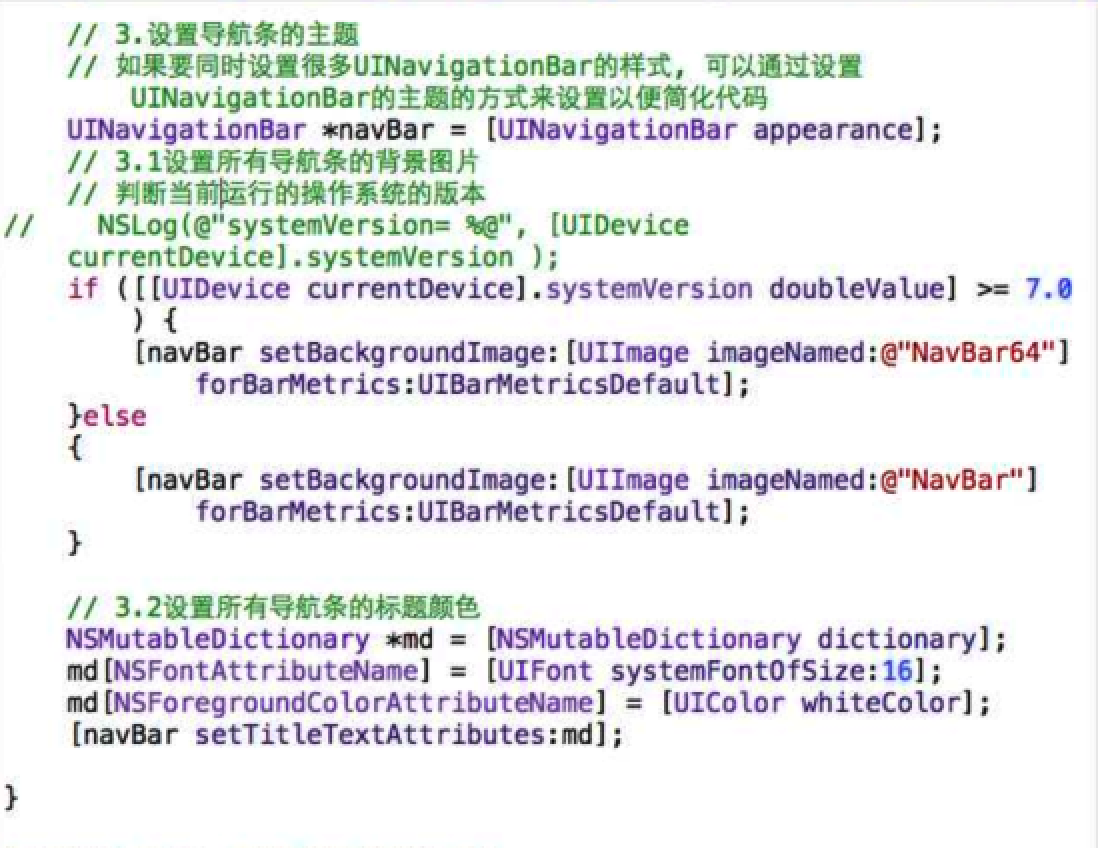 // 3.设置导航条的主题
// 如果要同时设置很多UINavigationBar的样式, 可以通过设置
UINavigationBar的主题的方式来设置以便简化代码
UINavigationBar *navBar = [UINavigationBar appearance];
// 3.1设置所有导航条的背景图片
// 判断当前运行的操作系统的版本
//    NSLog(@"systemVersion= %@", [UIDevice
currentDevice].systemVersion );
if ([[UIDevice currentDevice].systemVersion doubleValue] >= 7.0
) {
[navBar setBackgroundImage:[UIImage imageNamed:@"NavBar64"]
forBarMetrics:UIBarMetricsDefault];
}else
{
[navBar setBackgroundImage:[UIImage imageNamed:@"NavBar"]
forBarMetrics:UIBarMetricsDefault];
}
// 3.2设置所有导航条的标题颜色
NSMutableDictionary *md = [NSMutableDictionary dictionary];
md[NSFontAttributeName] = [UIFont systemFontOfSize:16];
md[NSForegroundColorAttributeName] = [UIColor whiteColor];
[navBar setTitleTextAttributes:md];
}